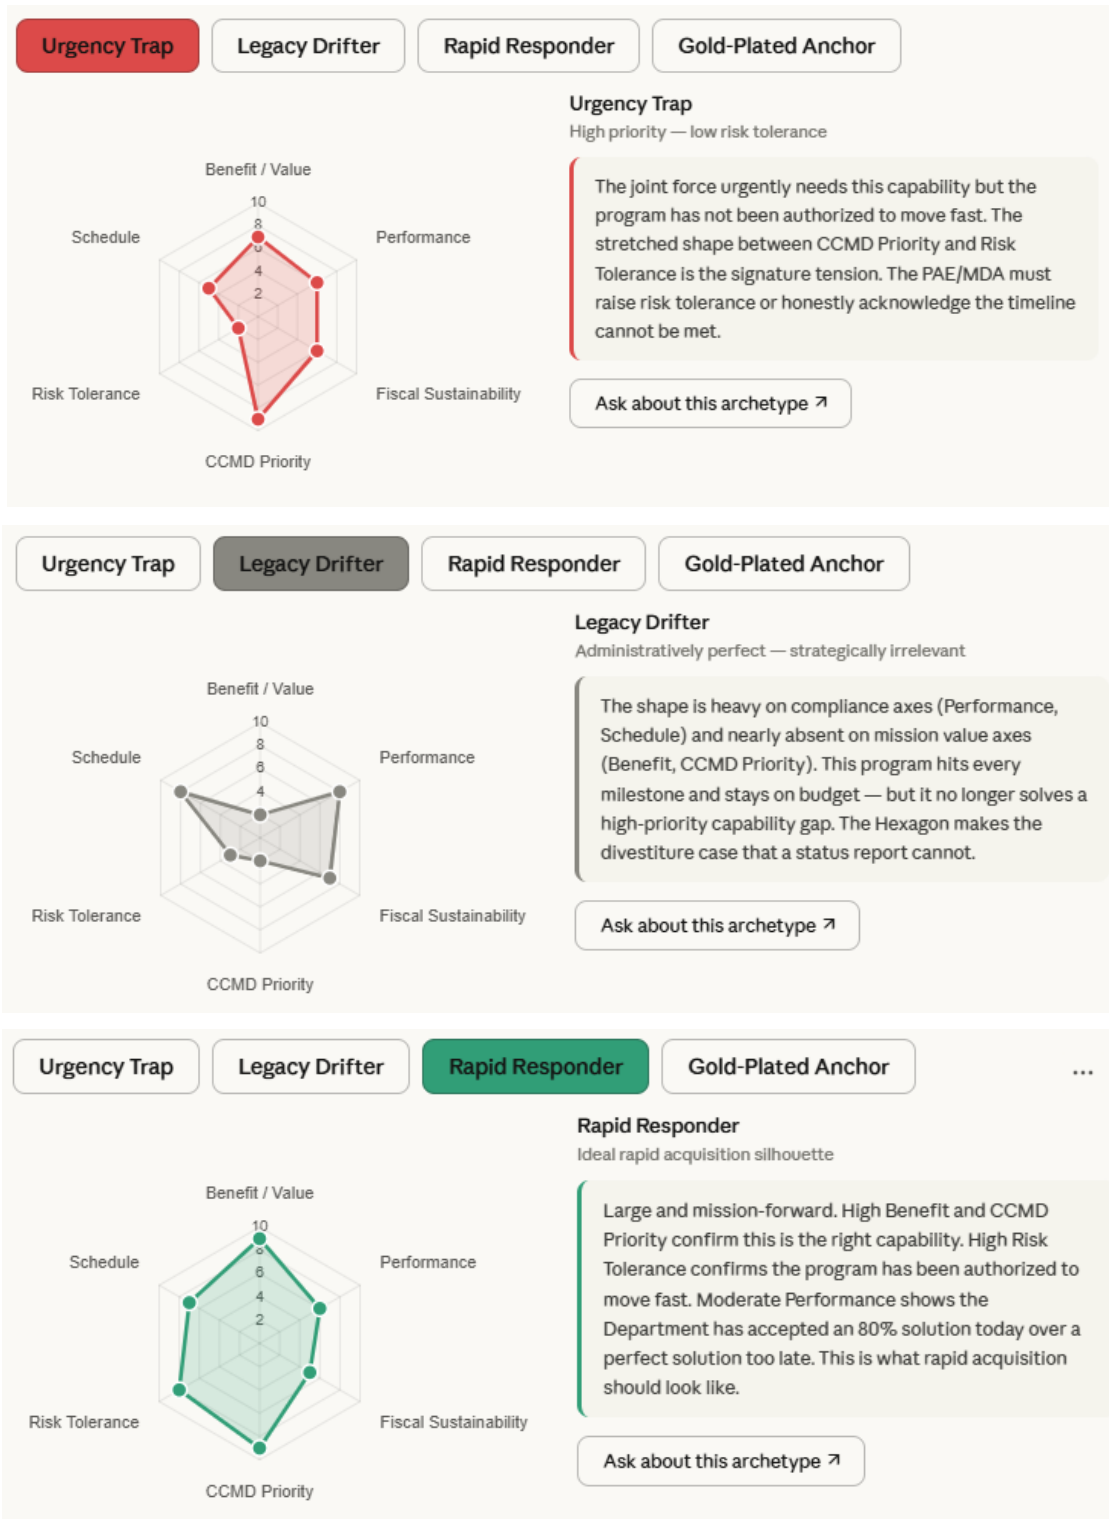 Urgency Trap
Legacy Drifter
Rapid Responder
Gold-Plated Anchor
Urgency Trap
High priority — low risk tolerance
The joint force urgently needs this capability but the
program has not been authorized to move fast. The
stretched shape between CCMD Priority and Risk
Tolerance is the signature tension. The PAE/MDA must
raise risk tolerance or honestly acknowledge the timeline
cannot be met.
Ask about this archetype ↗
Benefit / Value
Schedule
Performance
10
8
6
4
2
Risk Tolerance
Fiscal Sustainability
CCMD Priority
Urgency Trap
Legacy Drifter
Rapid Responder
Gold-Plated Anchor
Legacy Drifter
Administratively perfect — strategically irrelevant
The shape is heavy on compliance axes (Performance,
Schedule) and nearly absent on mission value axes
(Benefit, CCMD Priority). This program hits every
milestone and stays on budget — but it no longer solves a
high-priority capability gap. The Hexagon makes the
divestiture case that a status report cannot.
Ask about this archetype ↗
Benefit / Value
Schedule
Performance
10
8
6
4
Risk Tolerance
Fiscal Sustainability
CCMD Priority
Urgency Trap
Legacy Drifter
Rapid Responder
Gold-Plated Anchor
...
Rapid Responder
Ideal rapid acquisition silhouette
Large and mission-forward. High Benefit and CCMD
Priority confirm this is the right capability. High Risk
Tolerance confirms the program has been authorized to
move fast. Moderate Performance shows the
Department has accepted an 80% solution today over a
perfect solution too late. This is what rapid acquisition
should look like.
Ask about this archetype ↗
Benefit / Value
Schedule
Performance
10
8
6
4
2
Risk Tolerance
Fiscal Sustainability
CCMD Priority